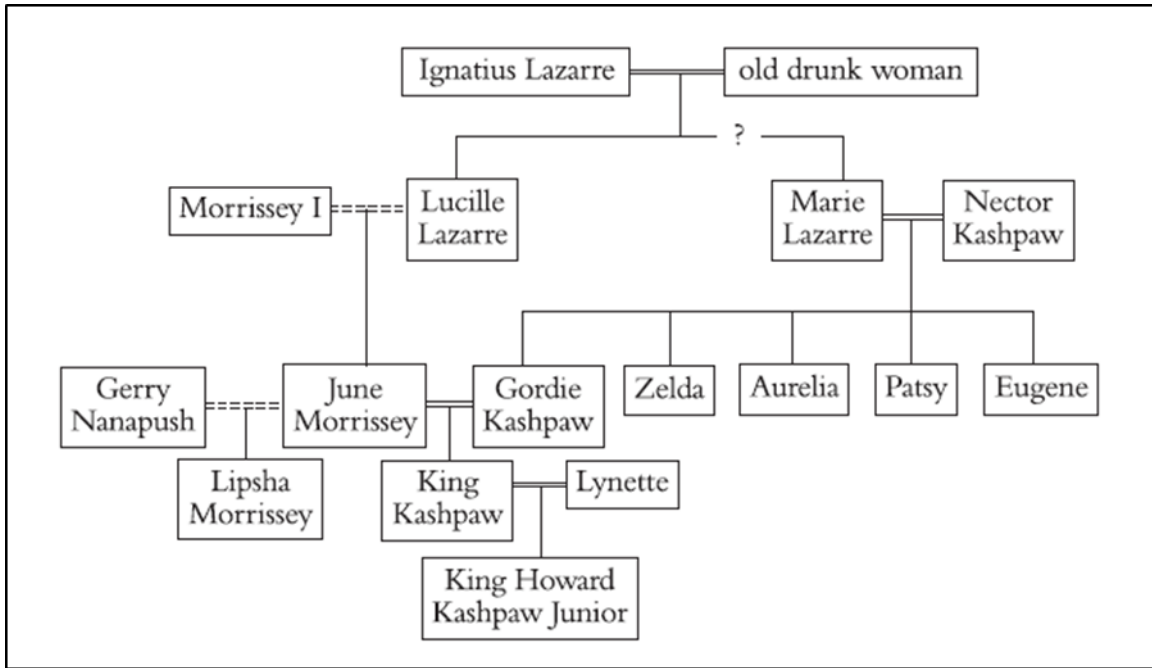 Ignatius Lazarre
old drunk woman
?
Morrissey I
Lucille
Lazarre
Marie
Lazarre
Nector
Kashpaw
Gerry
Nanapush
June
Morrissey
Gordie
Kashpaw
Zelda
Aurelia
Patsy
Eugene
Lipsha
Morrissey
King
Kashpaw
Lynette
King Howard
Kashpaw Junior